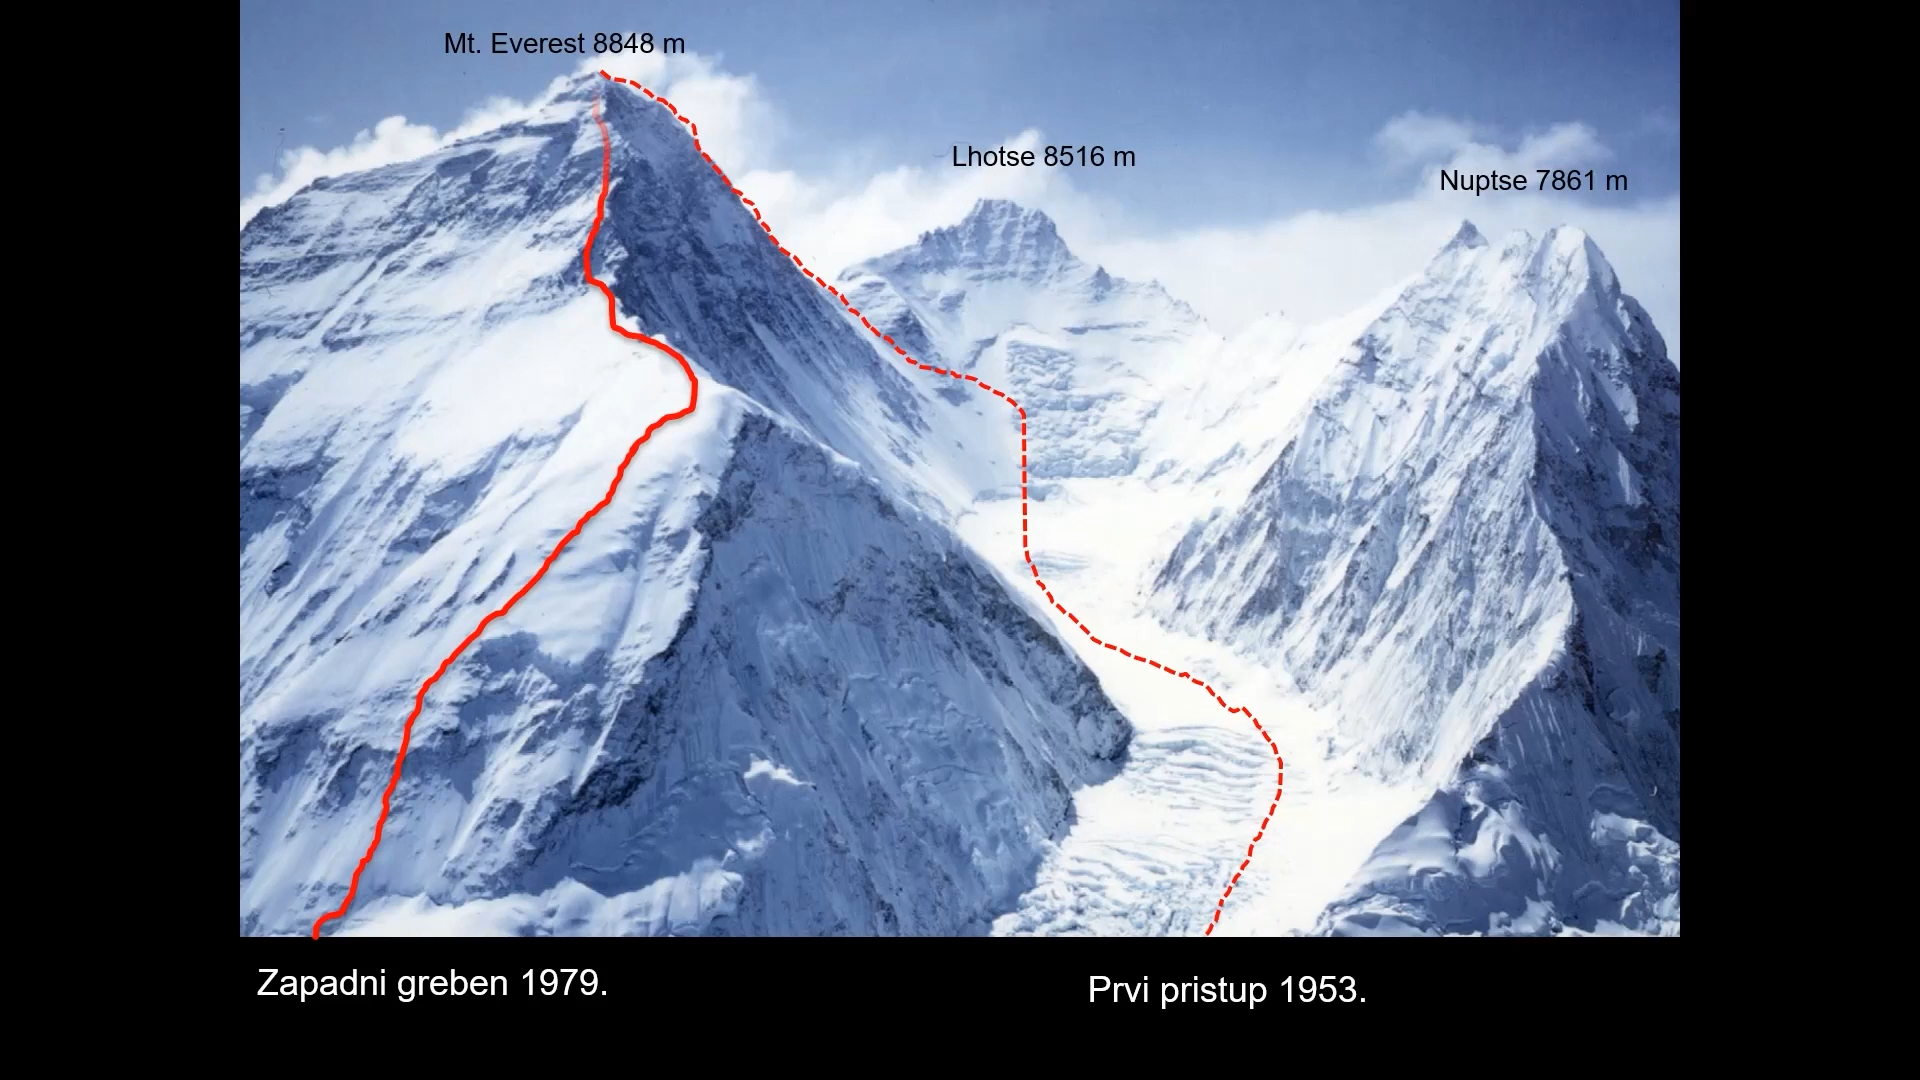 Mt. Everest 8848 m
Lhotse 8516 m
Nuptse 7861 m
Zapadni greben 1979.
Prvi pristup 1953.